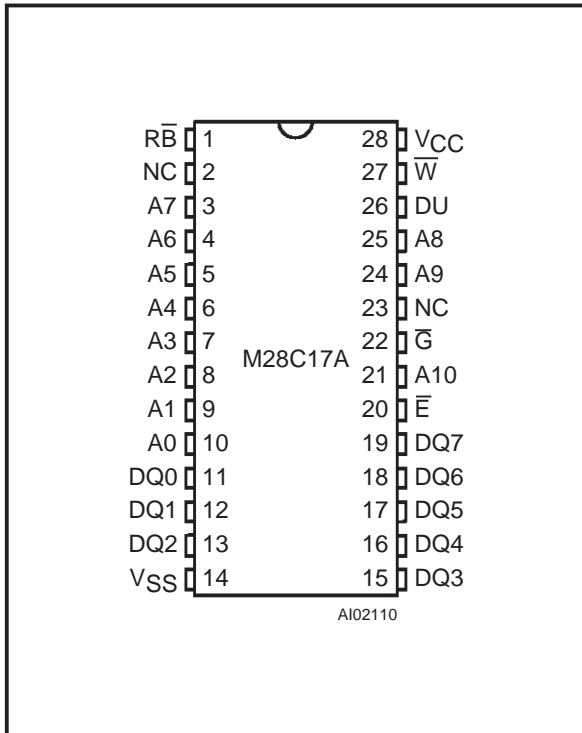 RB̅ 1 28 VCC
NC 2 27 W̅
A7 3 26 DU
A6 4 25 A8
A5 5 24 A9
A4 6 23 NC
A3 7 22 G̅
M28C17A
A2 8 21 A10
A1 9 20 E̅
A0 10 19 DQ7
DQ0 11 18 DQ6
DQ1 12 17 DQ5
DQ2 13 16 DQ4
VSS 14 15 DQ3
AI02110